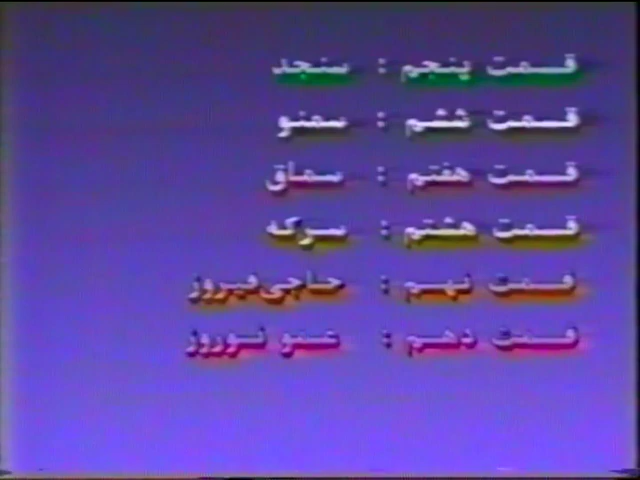 قسمت پنجم : سنجد
قسمت ششم : سمنو
قسمت هفتم : سماق
قسمت هشتم : سرکه
قسمت نهم : حاجی‌فیروز
قسمت دهم : عمو نوروز